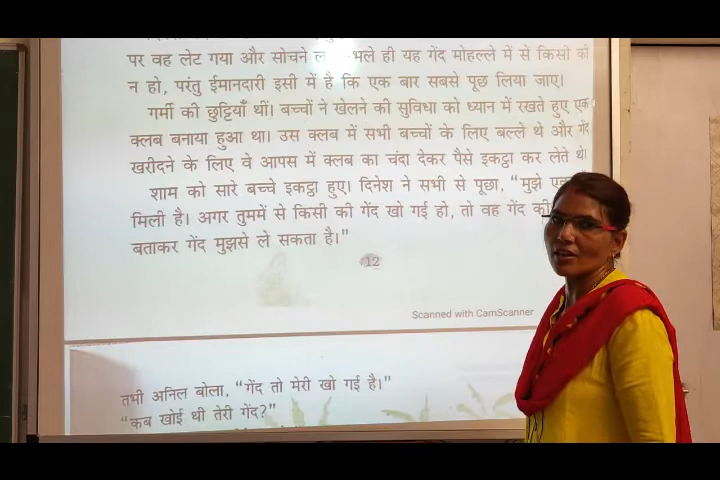 पर वह लेट गया और सोचने भले ही यह गेंद मोहल्ले में से किसी की
न हो, परंतु ईमानदारी इसी में है कि एक बार सबसे पूछ लिया जाए।
गर्मी की छुट्टियाँ थीं। बच्चों ने खेलने की सुविधा को ध्यान में रखते हुए एक
क्लब बनाया हुआ था। उस क्लब में सभी बच्चों के लिए बल्ले थे और गेंद
खरीदने के लिए वे आपस में क्लब का चंदा देकर पैसे इकट्ठा कर लेते थे।
शाम को सारे बच्चे इकट्ठा हुए। दिनेश ने सभी से पूछा, “मुझे एक
मिली है। अगर तुममें से किसी की गेंद खो गई हो, तो वह गेंद की
बताकर गेंद मुझसे ले सकता है।”
12
Scanned with CamScanner
तभी अनिल बोला, “गेंद तो मेरी खो गई है।”
“कब खोई थी तेरी गेंद?”